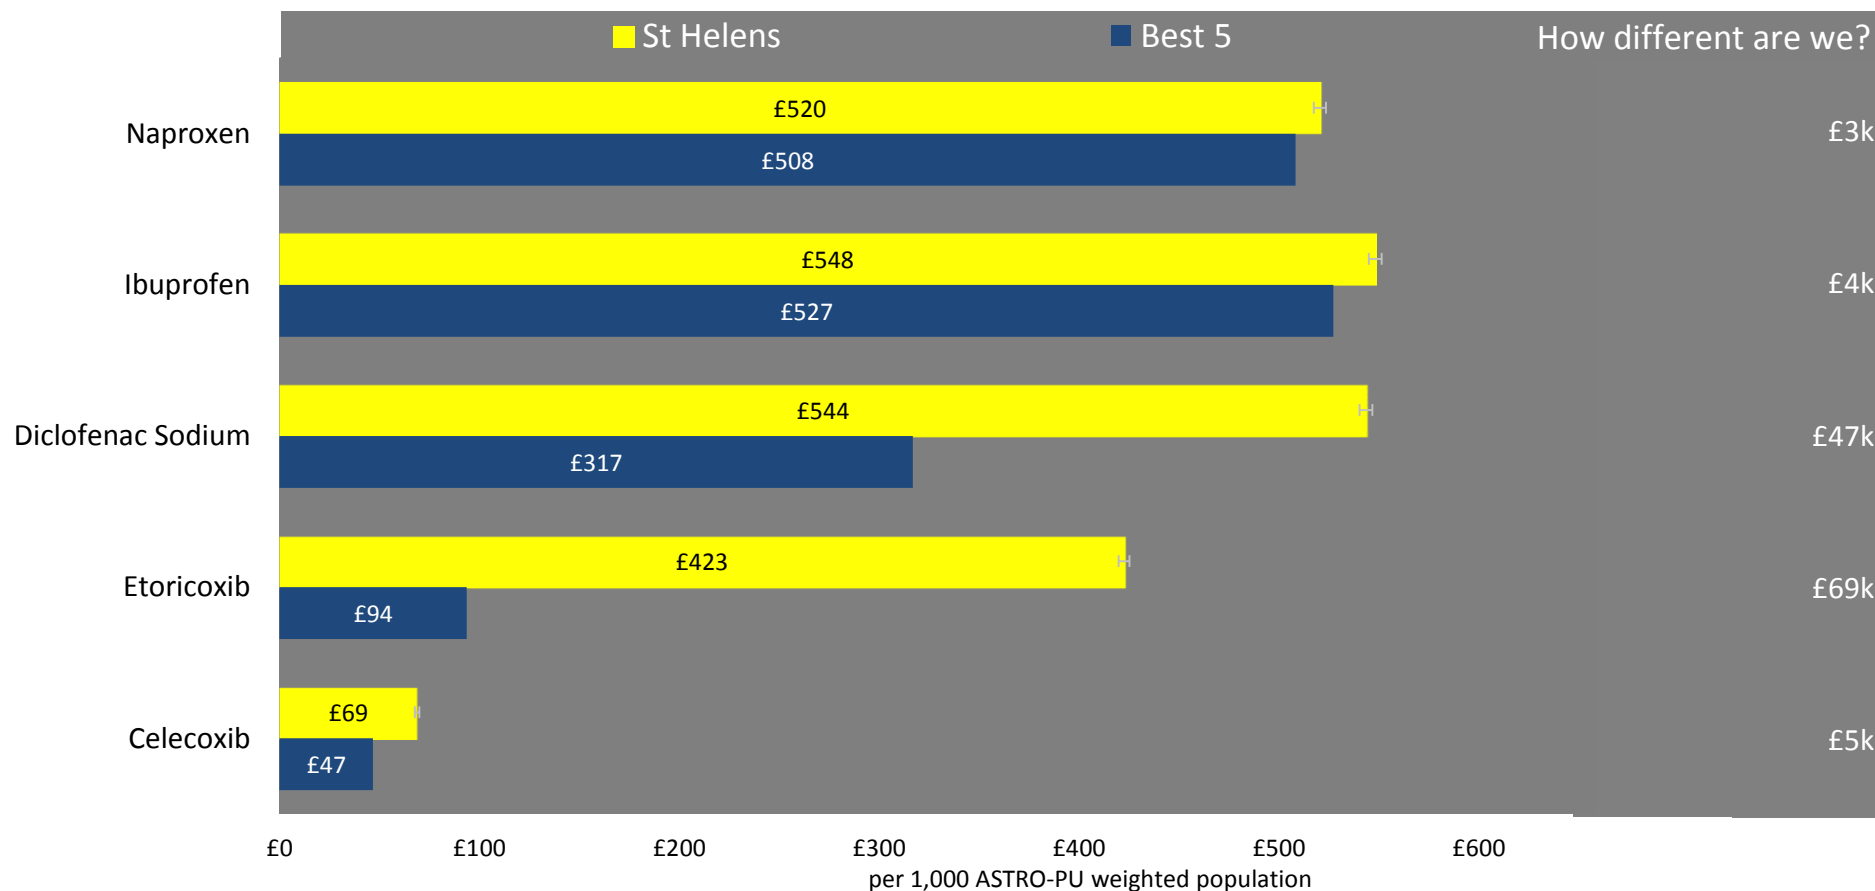 St Helens Best 5 How different are we?
Naproxen £520 £3k
£508
Ibuprofen £548 £4k
£527
Diclofenac Sodium £544 £47k
£317
Etoricoxib £423 £69k
£94
Celecoxib £69 £5k
£47
£0 £100 £200 £300 £400 £500 £600
per 1,000 ASTRO-PU weighted population